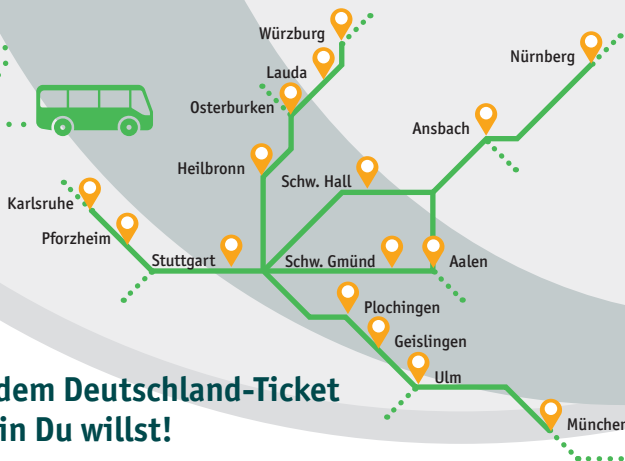 Würzburg
Nürnberg
Lauda
Osterburken
Ansbach
Heilbronn
Schw. Hall
Karlsruhe
Pforzheim
Stuttgart
Schw. Gmünd
Aalen
Plochingen
Geislingen
Ulm
dem Deutschland-Ticket
in Du willst!
München